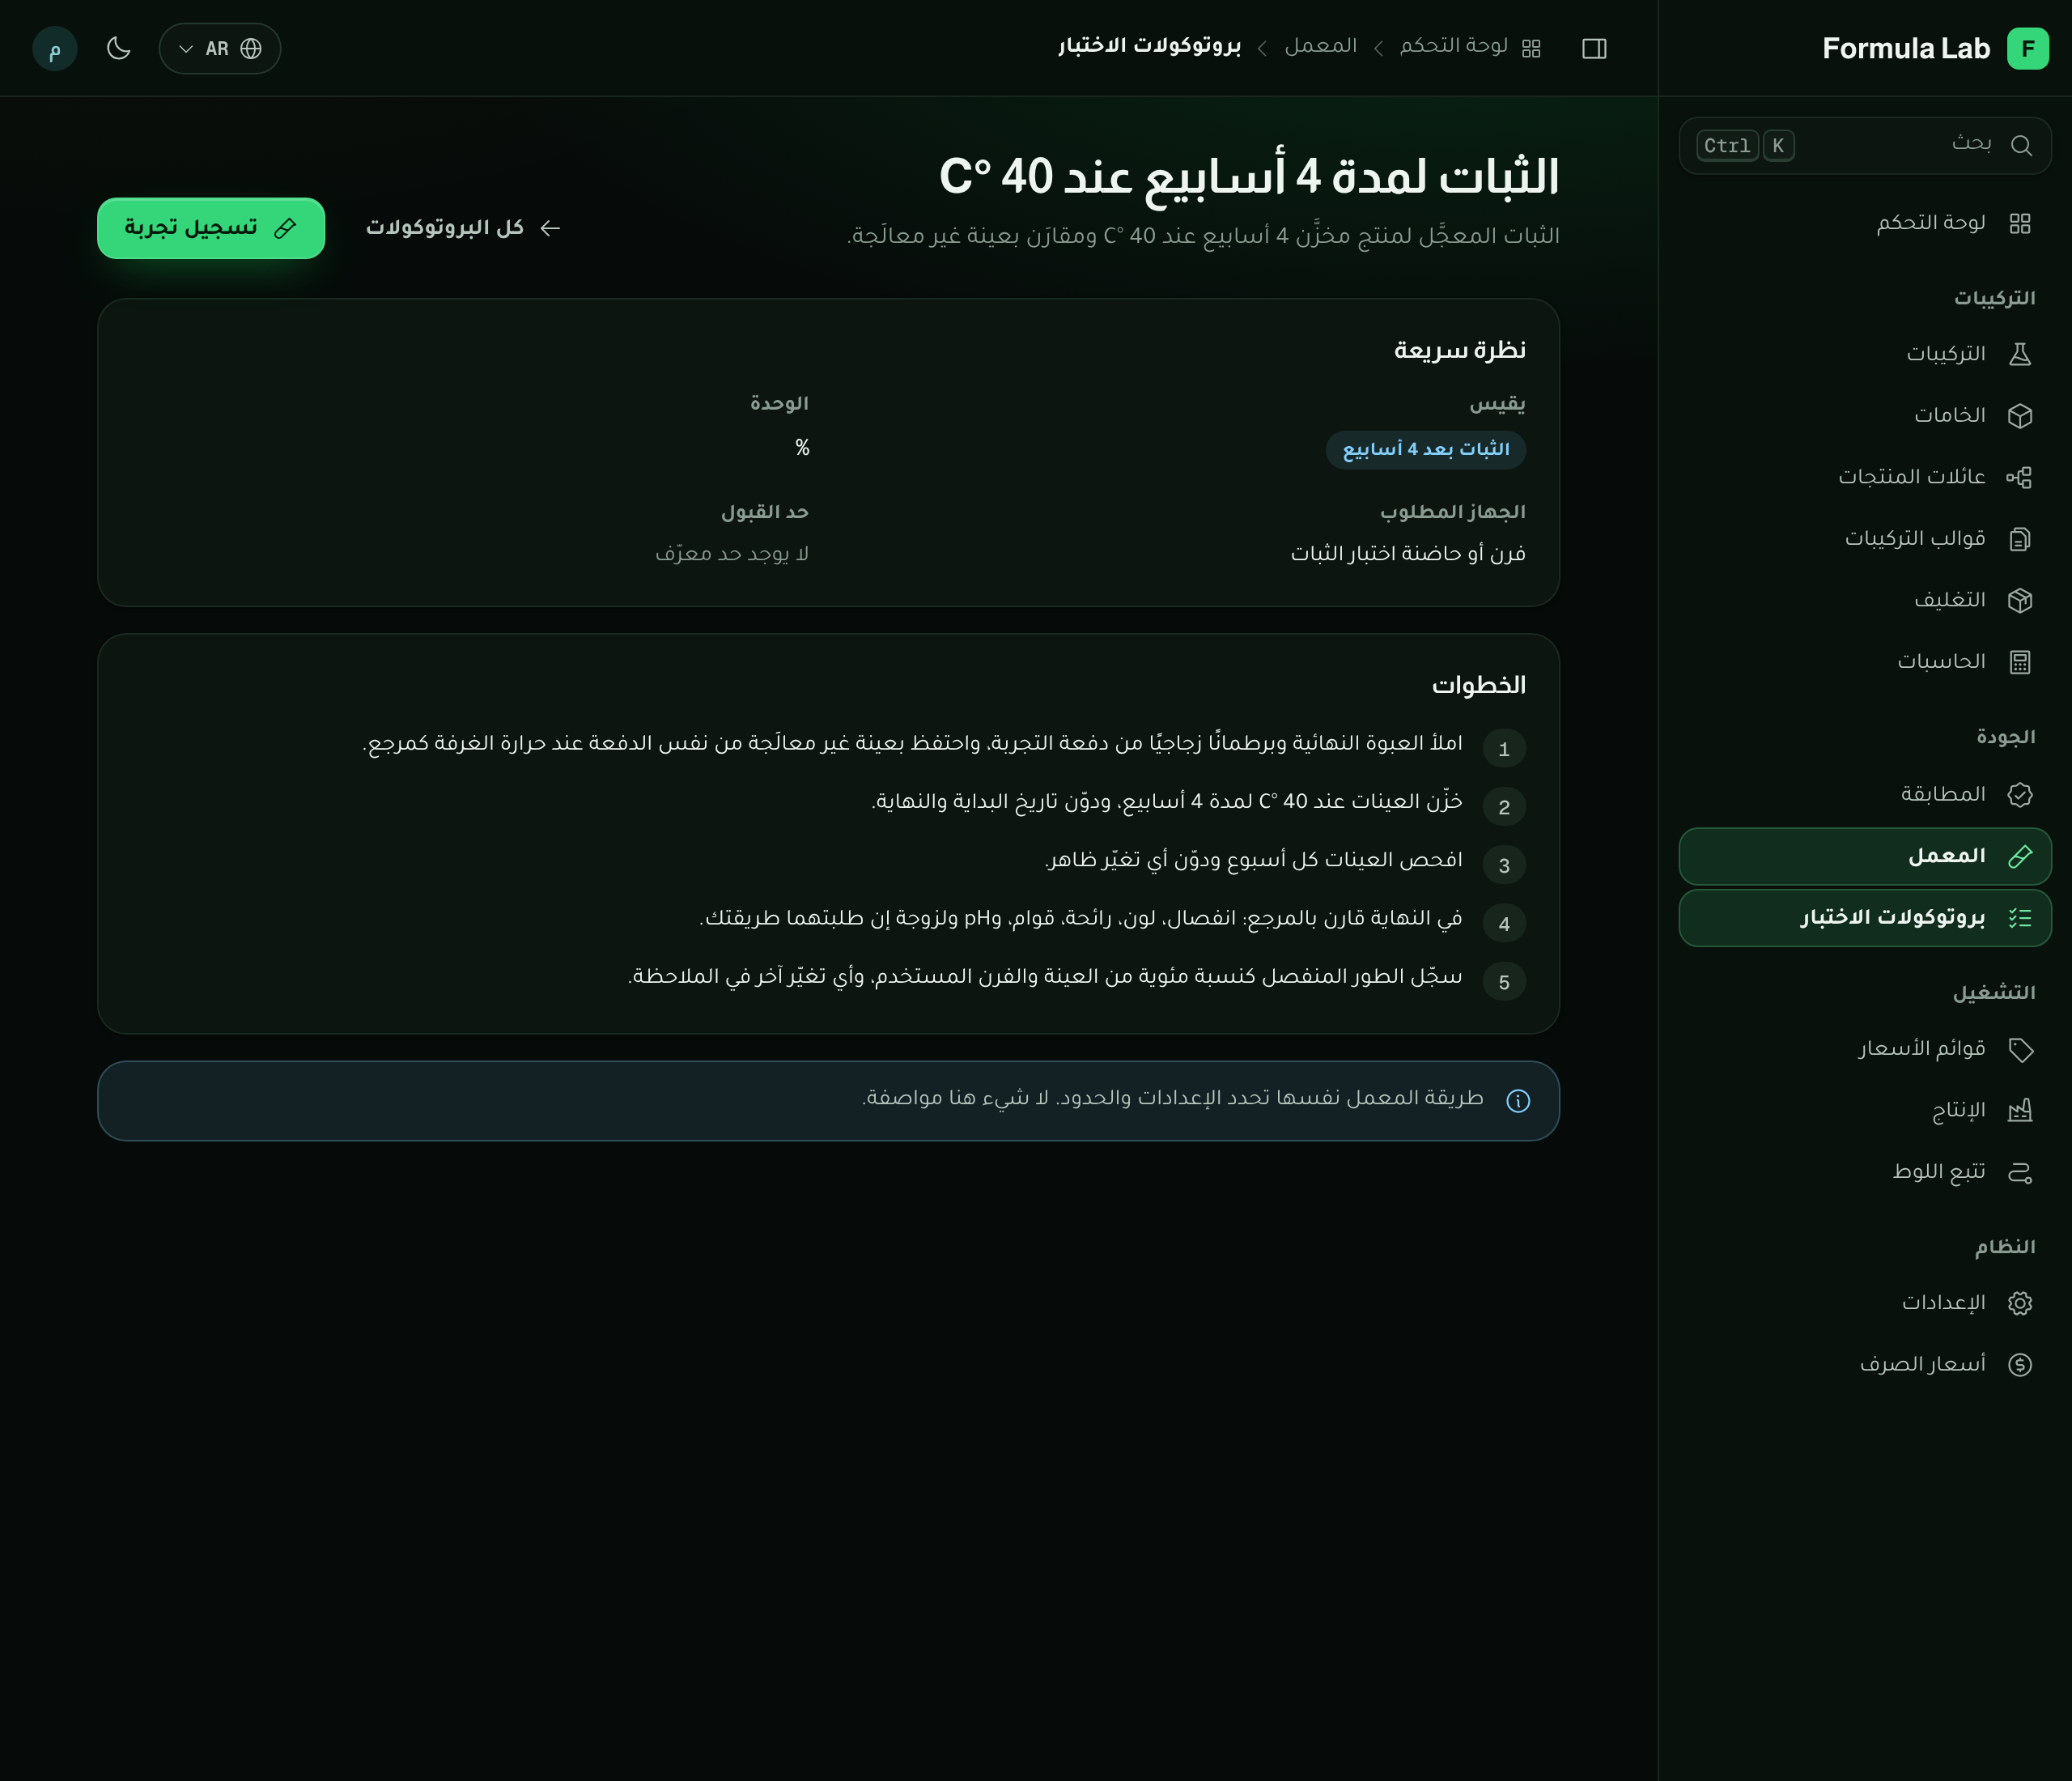 F Formula Lab
لوحة التحكم
المعمل
بروتوكولات الاختبار
AR
م
بحث
Ctrl K
لوحة التحكم
التركيبات
التركيبات
الخامات
عائلات المنتجات
قوالب التركيبات
التغليف
الحاسبات
الجودة
المطابقة
المعمل
بروتوكولات الاختبار
التشغيل
قوائم الأسعار
الإنتاج
تتبع اللوط
النظام
الإعدادات
أسعار الصرف
الثبات لمدة 4 أسابيع عند 40 °C
الثبات المعجَّل لمنتج مخزَّن 4 أسابيع عند 40 °C ومقارَن بعينة غير معالَجة.
كل البروتوكولات
تسجيل تجربة
نظرة سريعة
يقيس
الثبات بعد 4 أسابيع
الوحدة
%
الجهاز المطلوب
فرن أو حاضنة اختبار الثبات
حد القبول
لا يوجد حد معرّف
الخطوات
1 املأ العبوة النهائية وبرطمانًا زجاجيًا من دفعة التجربة، واحتفظ بعينة غير معالَجة من نفس الدفعة عند حرارة الغرفة كمرجع.
2 خزّن العينات عند 40 °C لمدة 4 أسابيع، ودوّن تاريخ البداية والنهاية.
3 افحص العينات كل أسبوع ودوّن أي تغيّر ظاهر.
4 في النهاية قارن بالمرجع: انفصال، لون، رائحة، قوام، وpH ولزوجة إن طلبتهما طريقتك.
5 سجّل الطور المنفصل كنسبة مئوية من العينة والفرن المستخدم، وأي تغيّر آخر في الملاحظة.
طريقة المعمل نفسها تحدد الإعدادات والحدود. لا شيء هنا مواصفة.